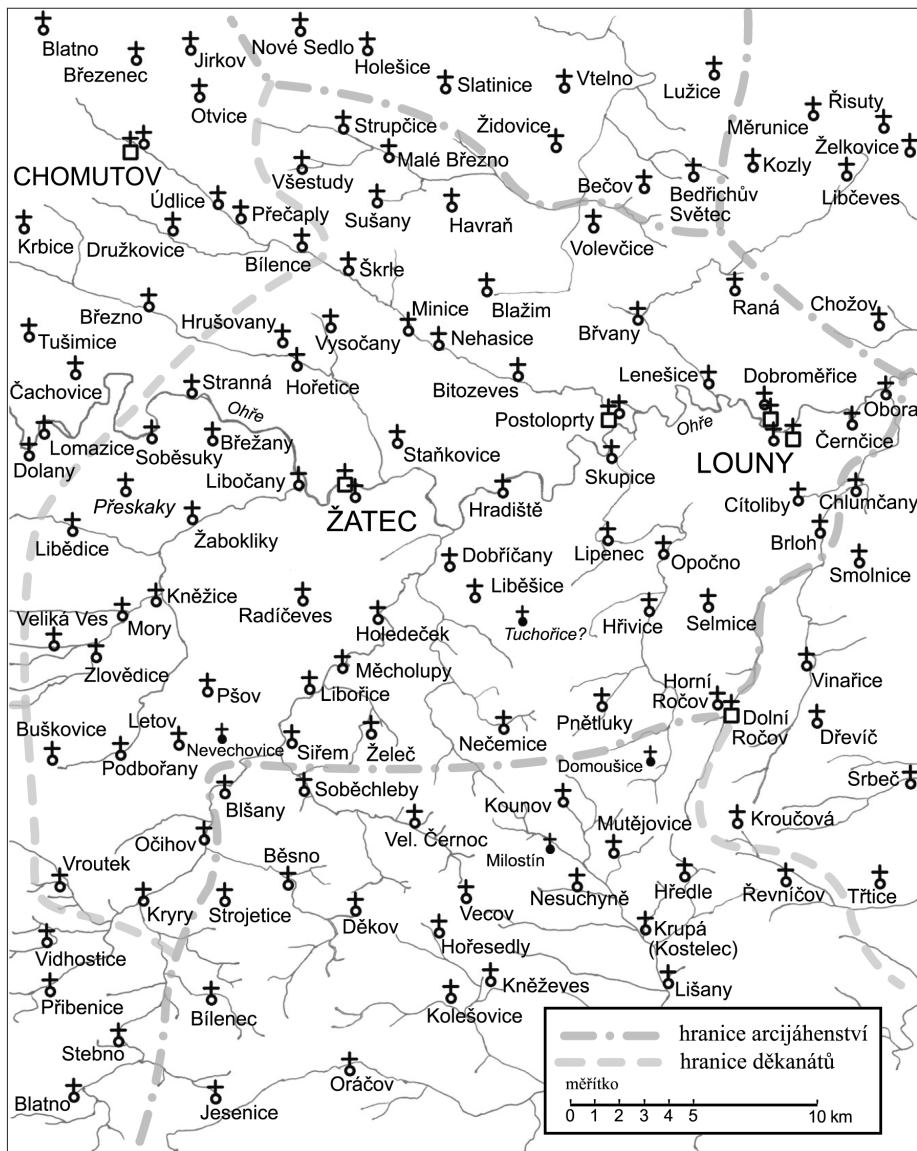 Blatno
Březenec
Jirkov
Nové Sedlo
Holešice
Slatinice
Vtelno
Lužice
Řisuty
Otvice
Strupčice
Židovice
Měrunice
Želkovice
CHOMUTOV
Malé Březno
Kozly
Všestudy
Bečov
Bedřichův
Světec
Libčeves
Údlice
Přečaply
Sušany
Havraň
Krbice
Družkovice
Volevčice
Bílence
Škrle
Blažim
Raná
Březno
Hrušovany
Minice
Chožov
Tušimice
Vysočany
Nehasice
Břvany
Čachovice
Stranná
Hořetice
Bitozeves
Lenešice
Dobroměřice
Ohře
Postoloprty
Ohře
Obora
Lomazice
Soběsuky
Břežany
Staňkovice
LOUNY
Černčice
Dolany
Libočany
Skupice
Přeskaky
ŽATEC
Hradiště
Cítoliby
Chlumčany
Libědice
Žabokliky
Lipenec
Brloh
Dobříčany
Opočno
Smolnice
Kněžice
Radíčeves
Liběšice
Veliká Ves
Mory
Holedeček
Tuchořice?
Hřivice
Selmice
Zlovědice
Měcholupy
Pšov
Libořice
Horní
Ročov
Vinařice
Buškovice
Letov
Pnětluky
Dolní
Ročov
Nevechovice
Siřem
Želeč
Nečemice
Dřevíč
Podbořany
Domoušice
Blšany
Soběchleby
Kounov
Srbeč
Očihov
Vel. Černoc
Mutějovice
Kroučová
Běsno
Milostín
Vroutek
Kryry
Strojetice
Děkov
Vecov
Nesuchyně
Hředle
Řevníčov
Třtice
Vidhostice
Hořesedly
Krupá
(Kostelec)
Přibenice
Bílenec
Kněževes
Kolešovice
Lišany
Stebno
Oráčov
Blatno
Jesenice
hranice arcijáhenství
hranice děkanátů
měřítko
0 1 2 3 4 5 10 km